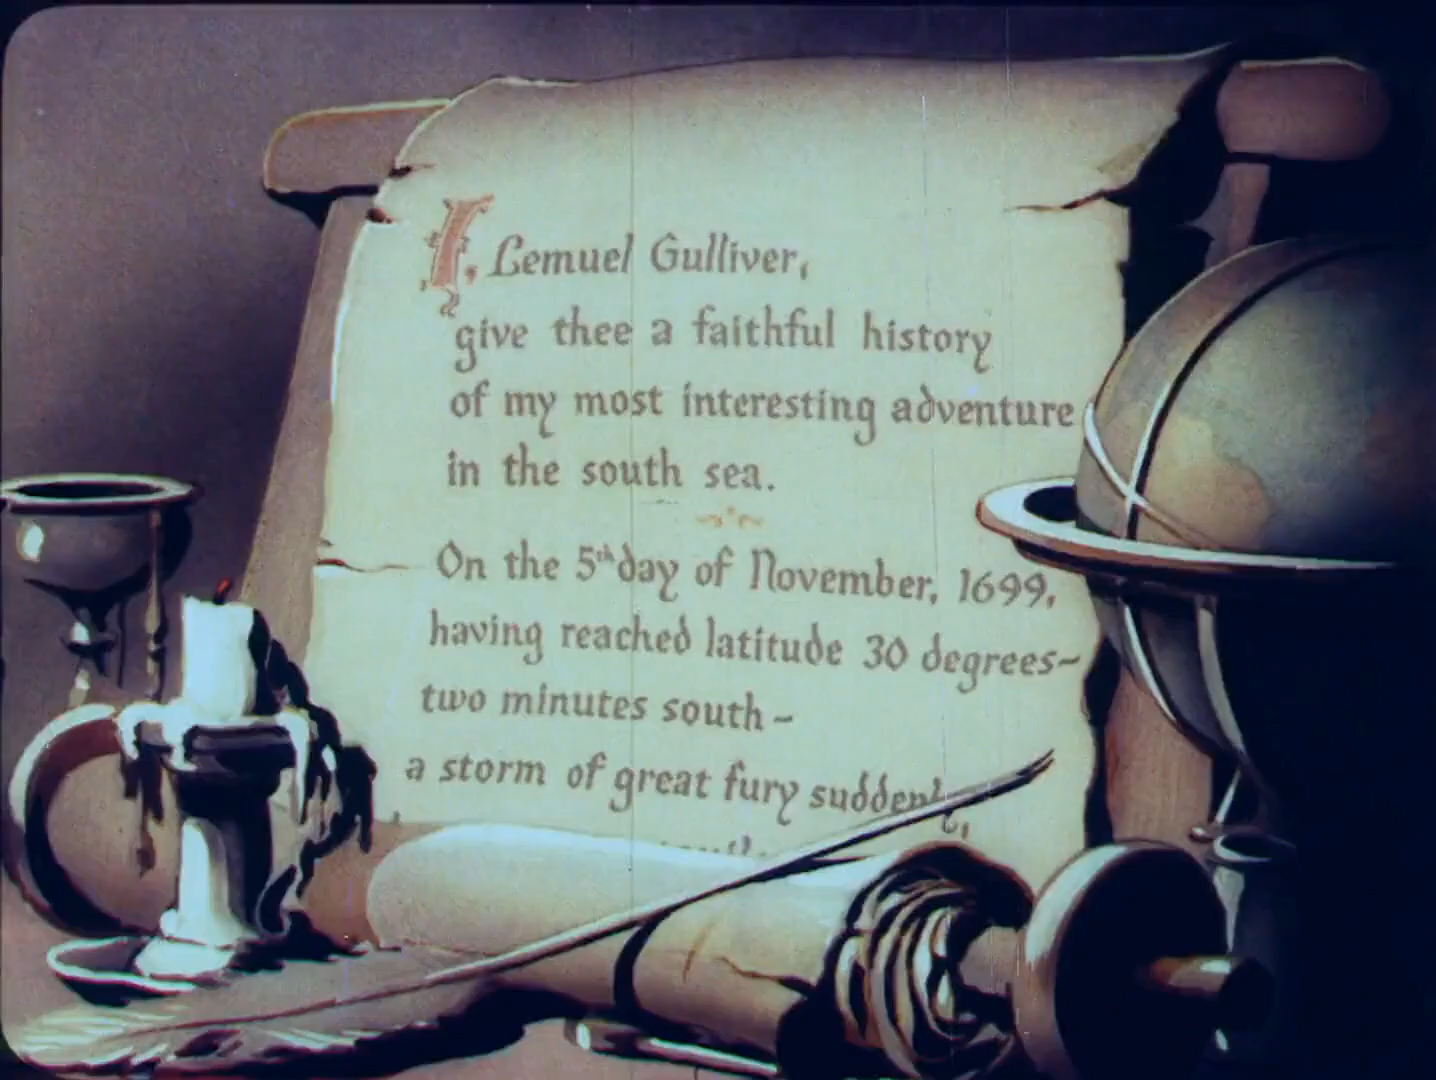 I, Lemuel Gulliver,
give thee a faithful history
of my most interesting adventure
in the south sea.
On the 5th day of November, 1699,
having reached latitude 30 degrees~
two minutes south~
a storm of great fury suddenly